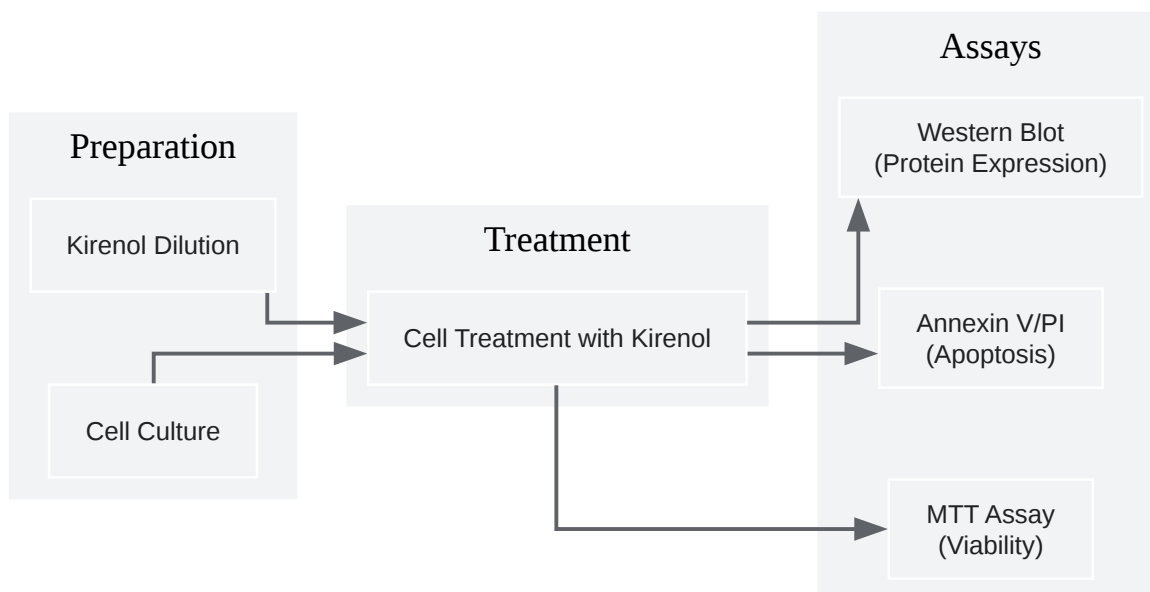 Preparation
Kirenol Dilution
Cell Culture
Treatment
Cell Treatment with Kirenol
Assays
Western Blot
(Protein Expression)
Annexin V/PI
(Apoptosis)
MTT Assay
(Viability)